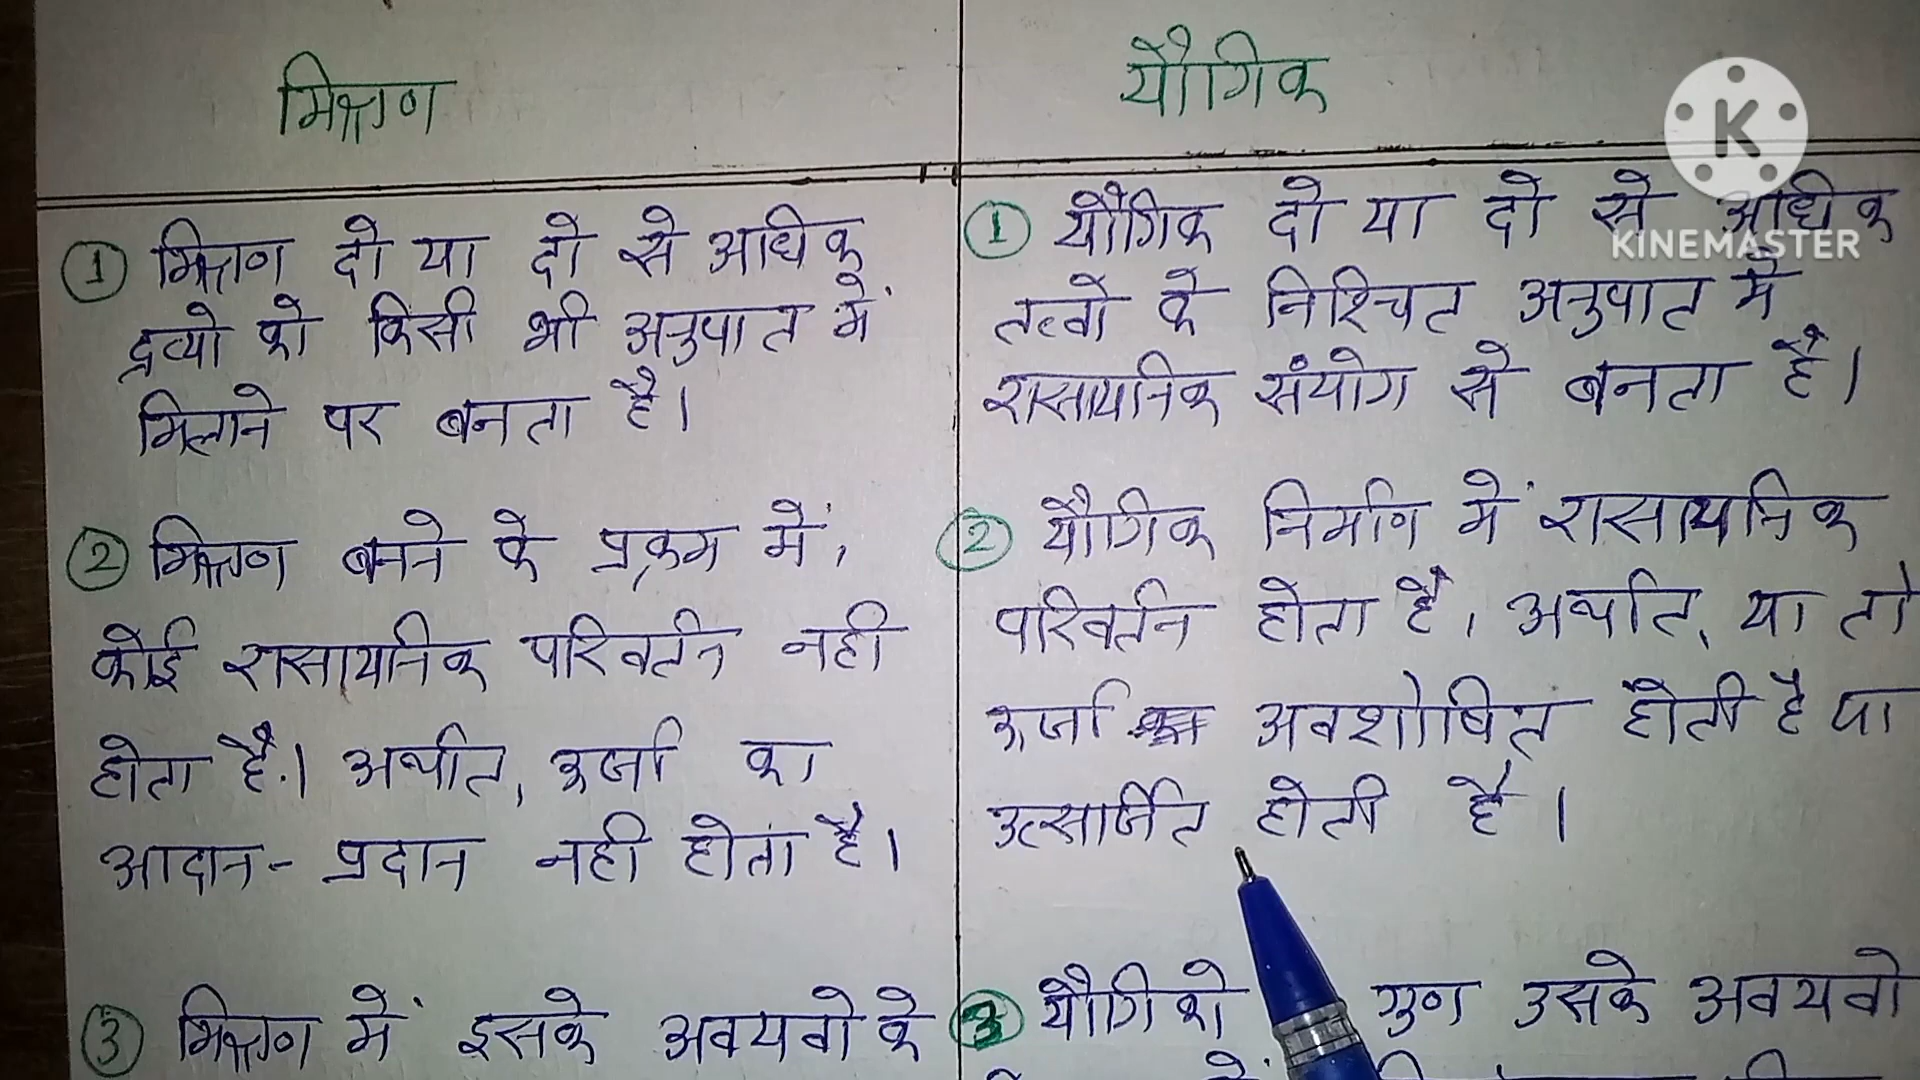 मिश्रण
यौगिक
K
KINEMASTER
① मिश्रण दो या दो से अधिक
द्रव्यो को किसी भी अनुपात में
मिलाने पर बनता है।
② मिश्रण बनने के प्रक्रम में,
कोई रासायनिक परिवर्तन नही
होता है.। अर्थात, ऊर्जा का
आदान - प्रदान नही होता है।
③ मिश्रण में इसके अवयवो के
① यौगिक दो या दो से अधिक
तत्वो के निश्चित अनुपात में
रासायनिक संयोग से बनता है।
② यौगिक निर्माण में रासायनिक
परिवर्तन होता है, अर्थात, या तो
ऊर्जा अवशोषित होती है या
उत्सर्जित होती है।
③ यौगिको गुण उसके अवयवो